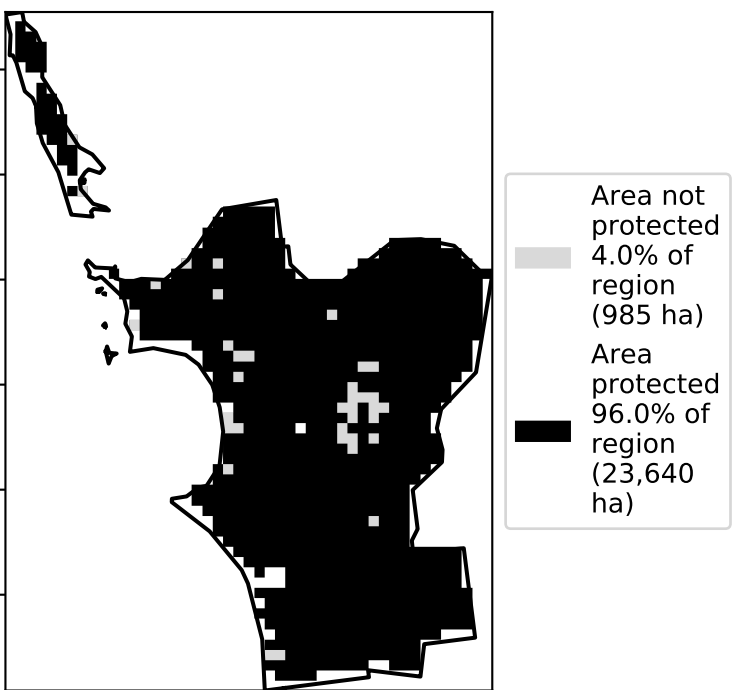 Area not
protected
4.0% of
region
(985 ha)
Area
protected
96.0% of
region
(23,640
ha)